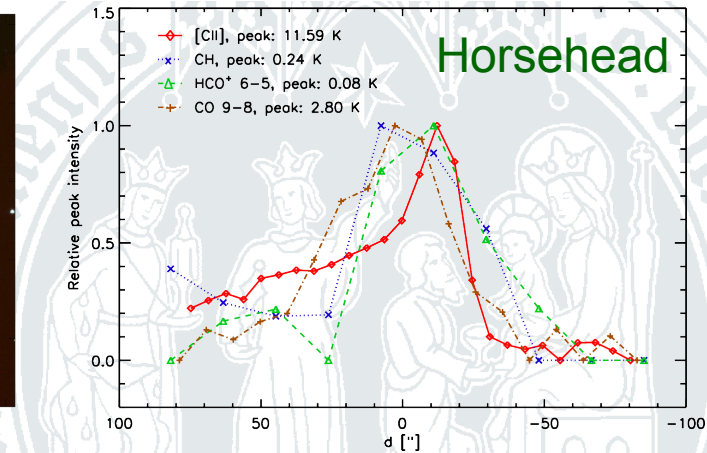 Horsehead
[CII], peak: 11.59 K
CH, peak: 0.24 K
HCO⁺ 6−5, peak: 0.08 K
CO 9−8, peak: 2.80 K
Relative peak intensity
1.5
1.0
0.5
0.0
100 50 0 −50 −100
d ["]